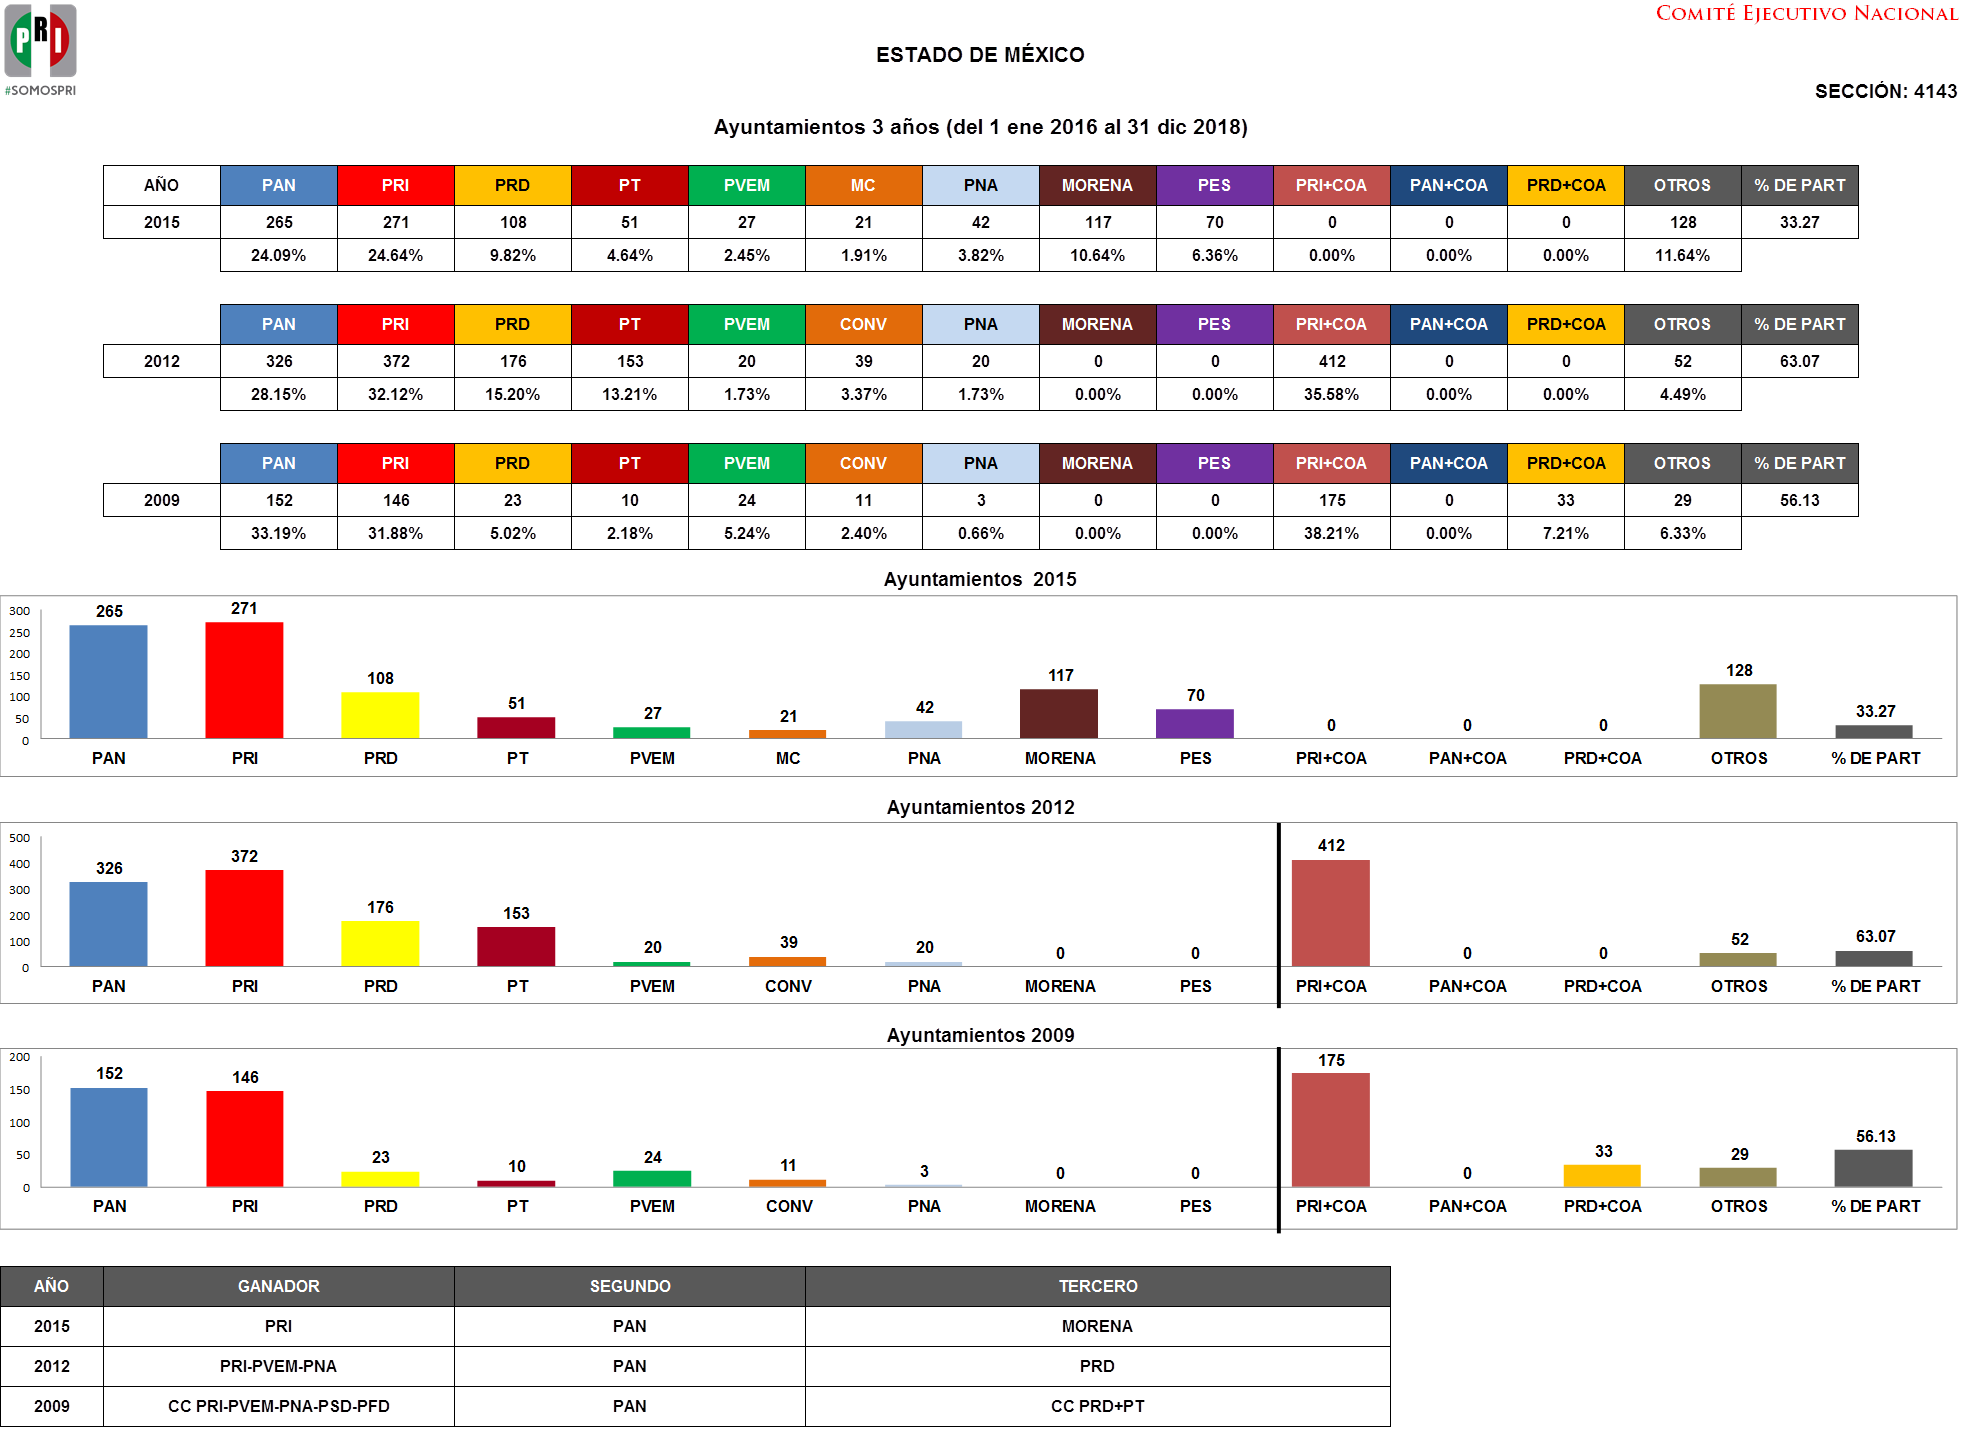 COMITÉ EJECUTIVO NACIONAL
PRI
#SOMOSPRI
ESTADO DE MÉXICO
SECCIÓN: 4143
Ayuntamientos 3 años (del 1 ene 2016 al 31 dic 2018)
AÑO PAN PRI PRD PT PVEM MC PNA MORENA PES PRI+COA PAN+COA PRD+COA OTROS % DE PART
2015 265 271 108 51 27 21 42 117 70 0 0 0 128 33.27
24.09% 24.64% 9.82% 4.64% 2.45% 1.91% 3.82% 10.64% 6.36% 0.00% 0.00% 0.00% 11.64%
PAN PRI PRD PT PVEM CONV PNA MORENA PES PRI+COA PAN+COA PRD+COA OTROS % DE PART
2012 326 372 176 153 20 39 20 0 0 412 0 0 52 63.07
28.15% 32.12% 15.20% 13.21% 1.73% 3.37% 1.73% 0.00% 0.00% 35.58% 0.00% 0.00% 4.49%
PAN PRI PRD PT PVEM CONV PNA MORENA PES PRI+COA PAN+COA PRD+COA OTROS % DE PART
2009 152 146 23 10 24 11 3 0 0 175 0 33 29 56.13
33.19% 31.88% 5.02% 2.18% 5.24% 2.40% 0.66% 0.00% 0.00% 38.21% 0.00% 7.21% 6.33%
Ayuntamientos 2015
300
250
200
150
100
50
0
265 271 108 51 27 21 42 117 70 0 0 0 128 33.27
PAN PRI PRD PT PVEM MC PNA MORENA PES PRI+COA PAN+COA PRD+COA OTROS % DE PART
Ayuntamientos 2012
500
400
300
200
100
0
326 372 176 153 20 39 20 0 0 412 0 0 52 63.07
PAN PRI PRD PT PVEM CONV PNA MORENA PES PRI+COA PAN+COA PRD+COA OTROS % DE PART
Ayuntamientos 2009
200
150
100
50
0
152 146 23 10 24 11 3 0 0 175 0 33 29 56.13
PAN PRI PRD PT PVEM CONV PNA MORENA PES PRI+COA PAN+COA PRD+COA OTROS % DE PART
AÑO GANADOR SEGUNDO TERCERO
2015 PRI PAN MORENA
2012 PRI-PVEM-PNA PAN PRD
2009 CC PRI-PVEM-PNA-PSD-PFD PAN CC PRD+PT